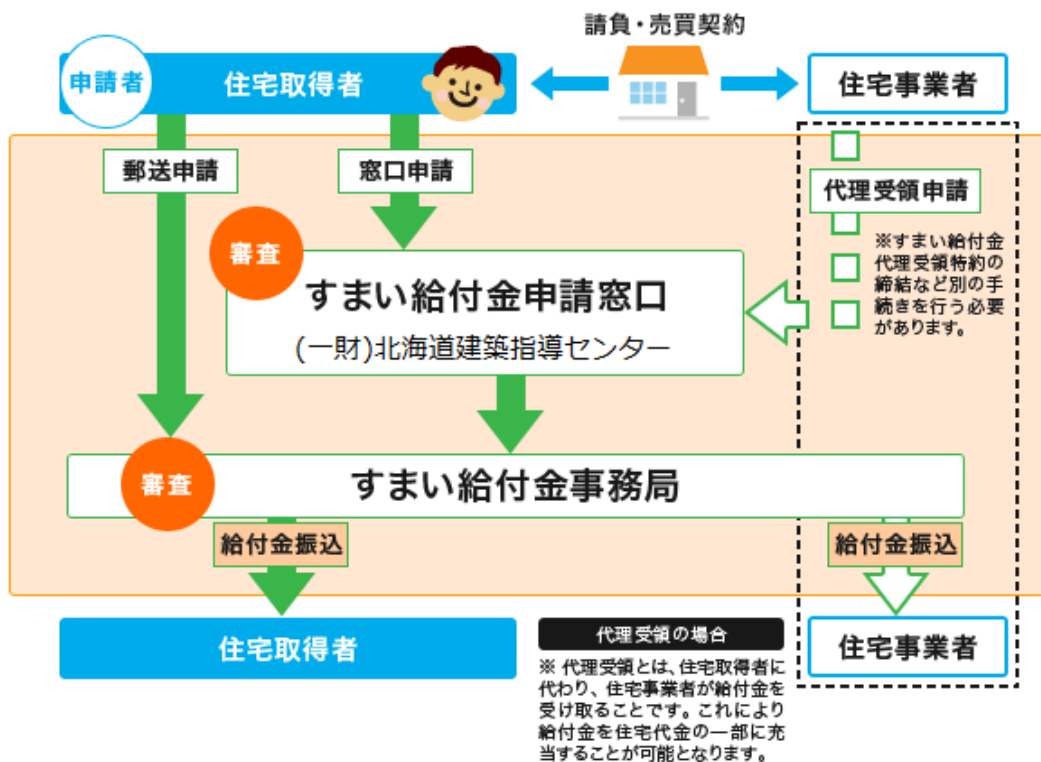 請負・売買契約
申請者
住宅取得者
住宅事業者
郵送申請
窓口申請
代理受領申請
※すまい給付金
代理受領特約の
締結など別の手
続きを行う必要
があります。
審査
すまい給付金申請窓口
(一財)北海道建築指導センター
審査
すまい給付金事務局
給付金振込
給付金振込
住宅取得者
代理受領の場合
※ 代理受領とは、住宅取得者に
代わり、住宅事業者が給付金を
受け取ることです。これにより
給付金を住宅代金の一部に充
当することが可能となります。
住宅事業者